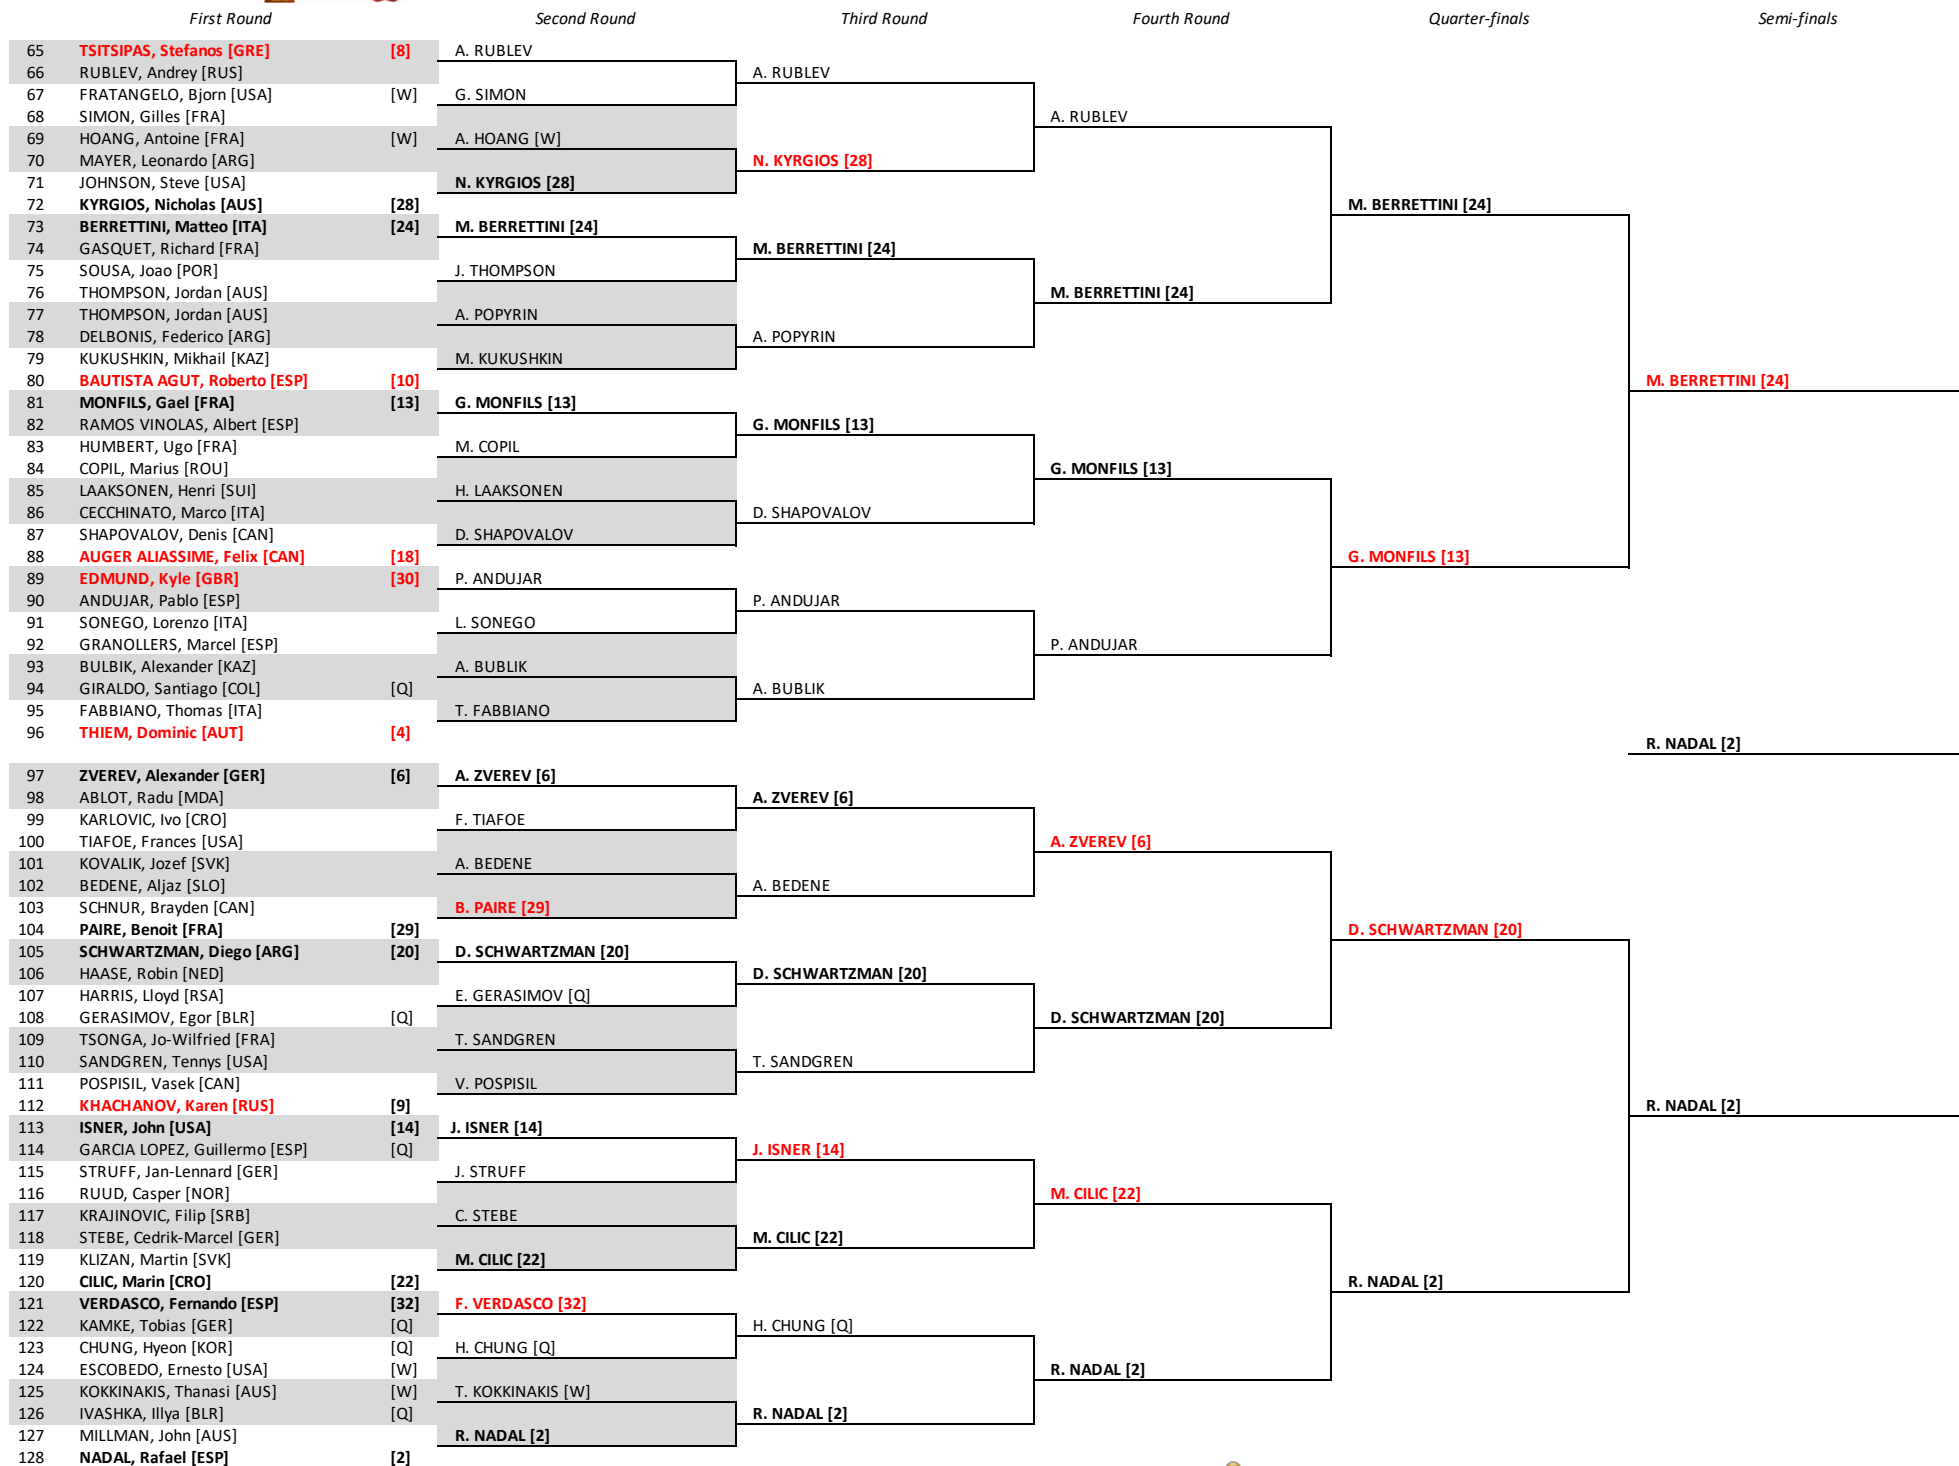 First Round Second Round Third Round Fourth Round Quarter-finals Semi-finals
65 TSITSIPAS, Stefanos [GRE] [8] A. RUBLEV
66 RUBLEV, Andrey [RUS] A. RUBLEV
67 FRATANGELO, Bjorn [USA] [W] G. SIMON
68 SIMON, Gilles [FRA] A. RUBLEV
69 HOANG, Antoine [FRA] [W] A. HOANG [W]
70 MAYER, Leonardo [ARG] N. KYRGIOS [28]
71 JOHNSON, Steve [USA] N. KYRGIOS [28]
72 KYRGIOS, Nicholas [AUS] [28] M. BERRETTINI [24]
73 BERRETTINI, Matteo [ITA] [24] M. BERRETTINI [24]
74 GASQUET, Richard [FRA] M. BERRETTINI [24]
75 SOUSA, Joao [POR] J. THOMPSON
76 THOMPSON, Jordan [AUS] M. BERRETTINI [24]
77 THOMPSON, Jordan [AUS] A. POPYRIN
78 DELBONIS, Federico [ARG] A. POPYRIN
79 KUKUSHKIN, Mikhail [KAZ] M. KUKUSHKIN
80 BAUTISTA AGUT, Roberto [ESP] [10] M. BERRETTINI [24]
81 MONFILS, Gael [FRA] [13] G. MONFILS [13]
82 RAMOS VINOLAS, Albert [ESP] G. MONFILS [13]
83 HUMBERT, Ugo [FRA] M. COPIL
84 COPIL, Marius [ROU] G. MONFILS [13]
85 LAAKSONEN, Henri [SUI] H. LAAKSONEN
86 CECCHINATO, Marco [ITA] D. SHAPOVALOV
87 SHAPOVALOV, Denis [CAN] D. SHAPOVALOV
88 AUGER ALIASSIME, Felix [CAN] [18] G. MONFILS [13]
89 EDMUND, Kyle [GBR] [30] P. ANDUJAR
90 ANDUJAR, Pablo [ESP] P. ANDUJAR
91 SONEGO, Lorenzo [ITA] L. SONEGO
92 GRANOLLERS, Marcel [ESP] P. ANDUJAR
93 BULBIK, Alexander [KAZ] A. BUBLIK
94 GIRALDO, Santiago [COL] [Q] A. BUBLIK
95 FABBIANO, Thomas [ITA] T. FABBIANO
96 THIEM, Dominic [AUT] [4]
R. NADAL [2]
97 ZVEREV, Alexander [GER] [6] A. ZVEREV [6]
98 ABLOT, Radu [MDA] A. ZVEREV [6]
99 KARLOVIC, Ivo [CRO] F. TIAFOE
100 TIAFOE, Frances [USA] A. ZVEREV [6]
101 KOVALIK, Jozef [SVK] A. BEDENE
102 BEDENE, Aljaz [SLO] A. BEDENE
103 SCHNUR, Brayden [CAN] B. PAIRE [29]
104 PAIRE, Benoit [FRA] [29] D. SCHWARTZMAN [20]
105 SCHWARTZMAN, Diego [ARG] [20] D. SCHWARTZMAN [20]
106 HAASE, Robin [NED] D. SCHWARTZMAN [20]
107 HARRIS, Lloyd [RSA] E. GERASIMOV [Q]
108 GERASIMOV, Egor [BLR] [Q] D. SCHWARTZMAN [20]
109 TSONGA, Jo-Wilfried [FRA] T. SANDGREN
110 SANDGREN, Tennys [USA] T. SANDGREN
111 POSPISIL, Vasek [CAN] V. POSPISIL
112 KHACHANOV, Karen [RUS] [9] R. NADAL [2]
113 ISNER, John [USA] [14] J. ISNER [14]
114 GARCIA LOPEZ, Guillermo [ESP] [Q] J. ISNER [14]
115 STRUFF, Jan-Lennard [GER] J. STRUFF
116 RUUD, Casper [NOR] M. CILIC [22]
117 KRAJINOVIC, Filip [SRB] C. STEBE
118 STEBE, Cedrik-Marcel [GER] M. CILIC [22]
119 KLIZAN, Martin [SVK] M. CILIC [22]
120 CILIC, Marin [CRO] [22] R. NADAL [2]
121 VERDASCO, Fernando [ESP] [32] F. VERDASCO [32]
122 KAMKE, Tobias [GER] [Q] H. CHUNG [Q]
123 CHUNG, Hyeon [KOR] [Q] H. CHUNG [Q]
124 ESCOBEDO, Ernesto [USA] [W] R. NADAL [2]
125 KOKKINAKIS, Thanasi [AUS] [W] T. KOKKINAKIS [W]
126 IVASHKA, Illya [BLR] [Q] R. NADAL [2]
127 MILLMAN, John [AUS] R. NADAL [2]
128 NADAL, Rafael [ESP] [2]